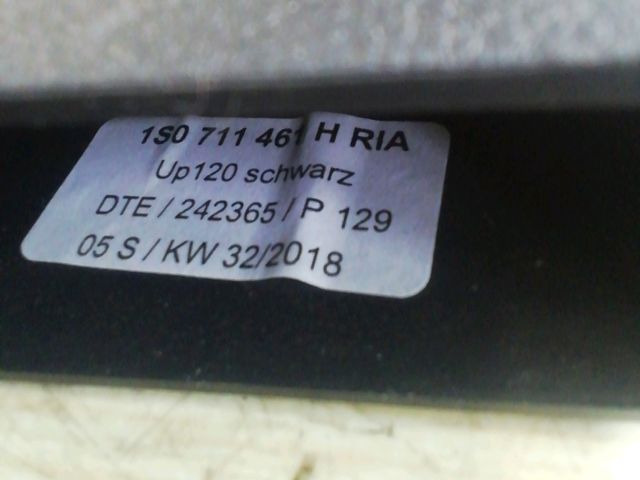 1S0 711 461 H RIA
Up120 schwarz
DTE / 242365 / P 129
05 S / KW 32/2018